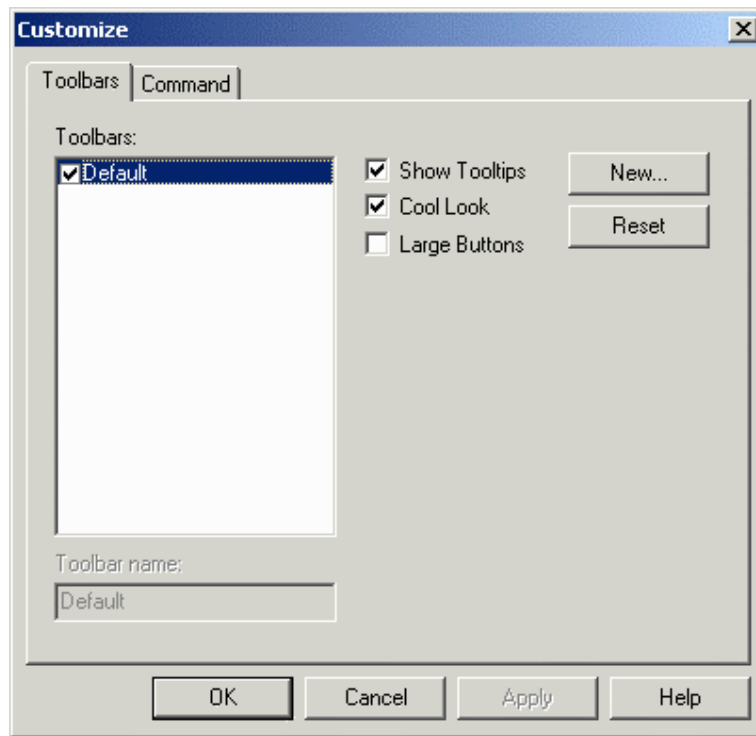 Customize
Toolbars Command
Toolbars:
Default
Show Tooltips
Cool Look
Large Buttons
New...
Reset
Toolbar name:
Default
OK Cancel Apply Help